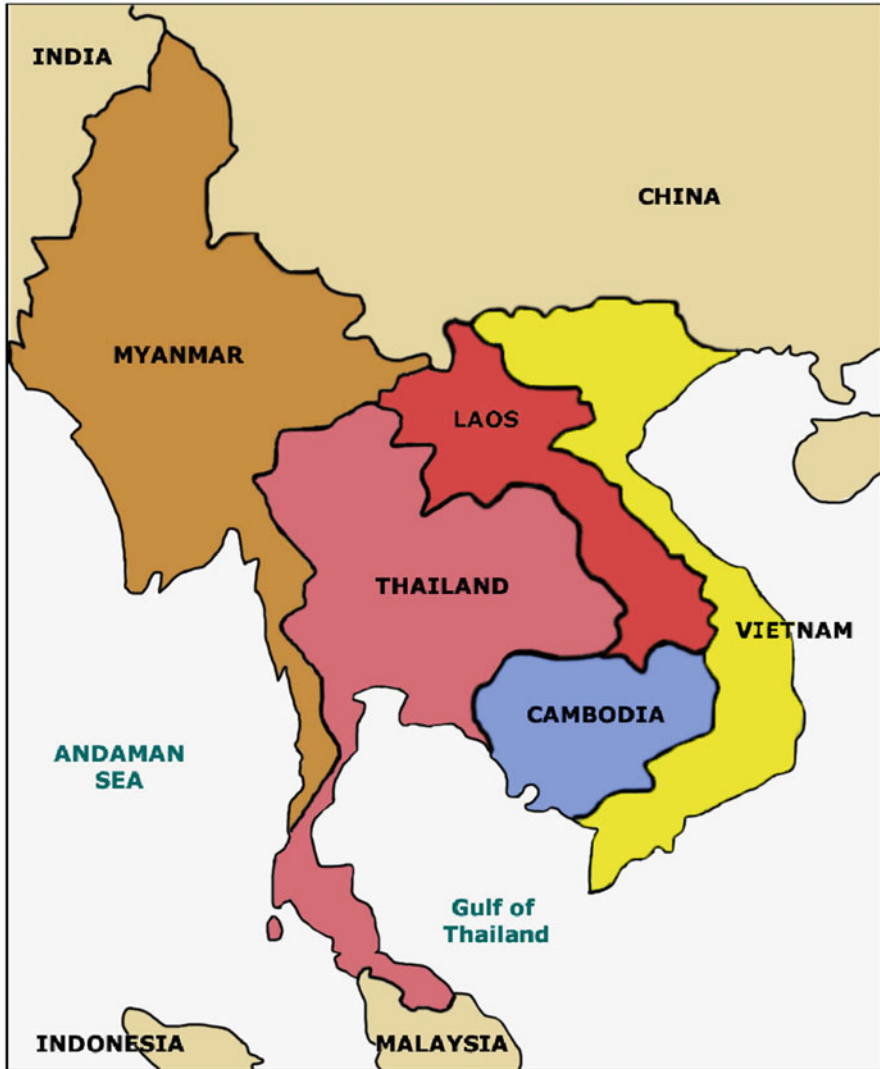 INDIA
CHINA
MYANMAR
LAOS
THAILAND
VIETNAM
CAMBODIA
ANDAMAN
SEA
Gulf of
Thailand
INDONESIA
MALAYSIA